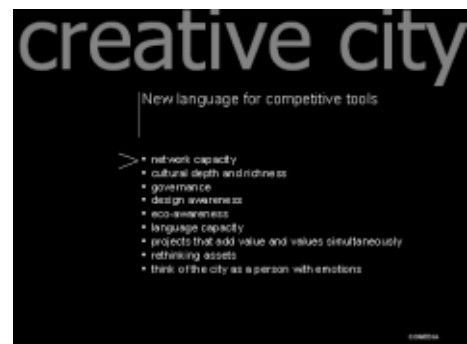 creative city
New language for competitive tools
network capacity
cultural depth and richness
governance
design awareness
eco-awareness
language capacity
projects that add value and values simultaneously
rethinking assets
think of the city as a person with emotions